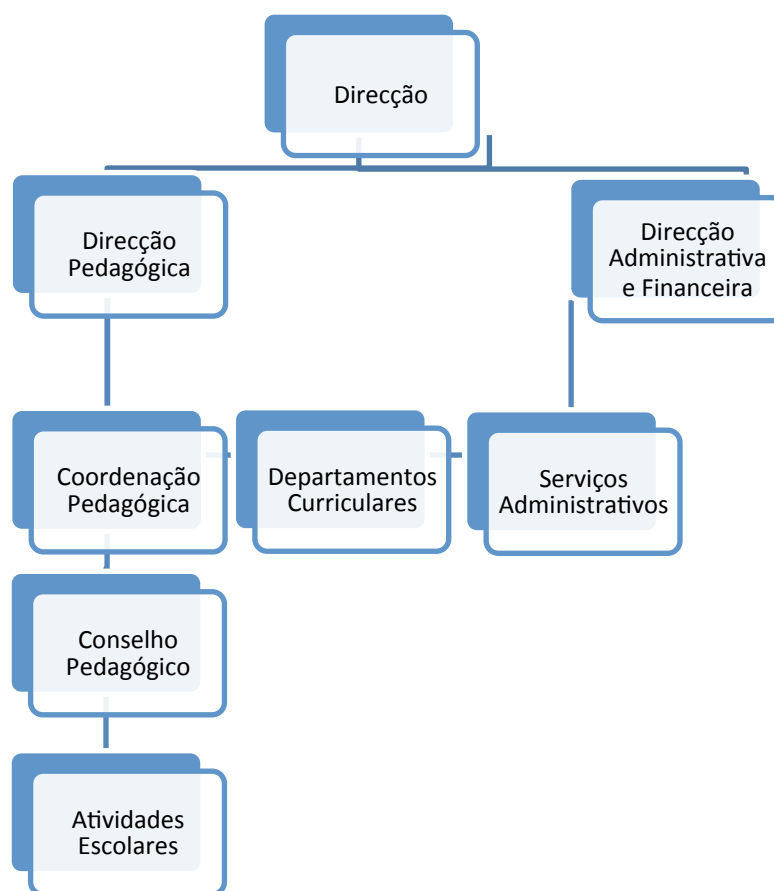 Direcção
Direcção
Pedagógica
Direcção
Administrativa
e Financeira
Coordenação
Pedagógica
Departamentos
Curriculares
Serviços
Administrativos
Conselho
Pedagógico
Atividades
Escolares